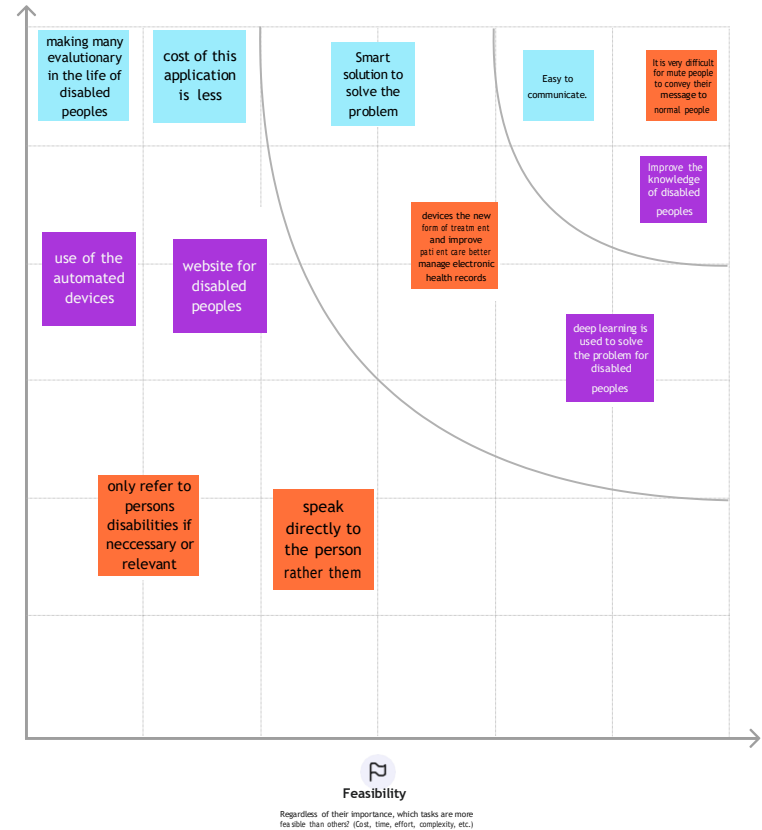 making many
evalutionary
in the life of
disabled
peoples
cost of this
application
is less
Smart
solution to
solve the
problem
Easy to
communicate.
It is very difficult
for mute people
to convey their
message to
normal people
Improve the
knowledge
of disabled
peoples
devices the new
form of treatm ent
and improve
pati ent care better
manage electronic
health records
use of the
automated
devices
website for
disabled
peoples
deep learning is
used to solve
the problem for
disabled
peoples
only refer to
persons
disabilities if
neccessary or
relevant
speak
directly to
the person
rather them
Feasibility
Regardless of their importance, which tasks are more
feasible than others? (Cost, time, effort, complexity, etc.)